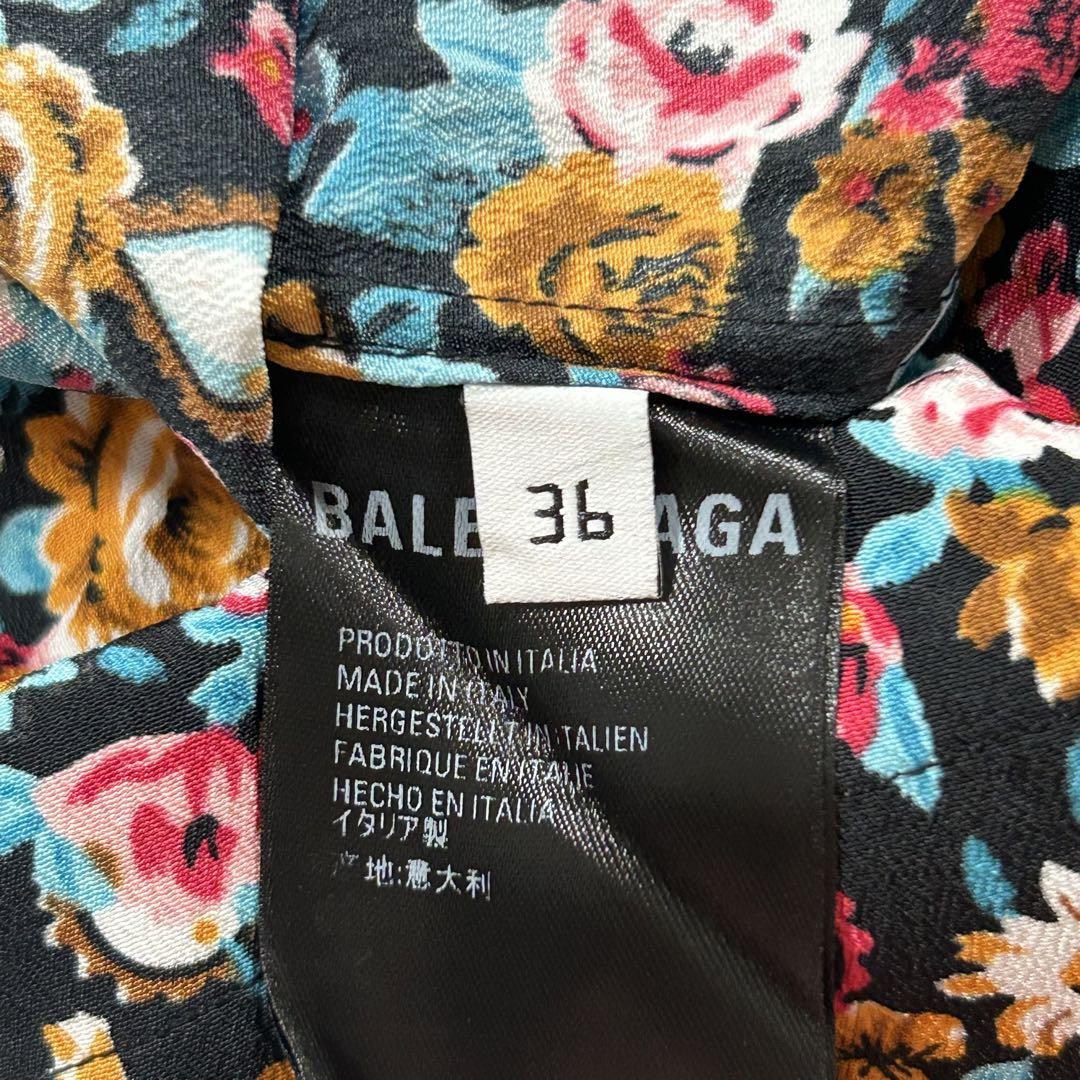 BALE AGA
36
PRODOTTO IN ITALIA
MADE IN ITALY
HERGESTELLT IN ITALIEN
FABRIQUE EN ITALIE
HECHO EN ITALIA
イタリア製
产地:意大利